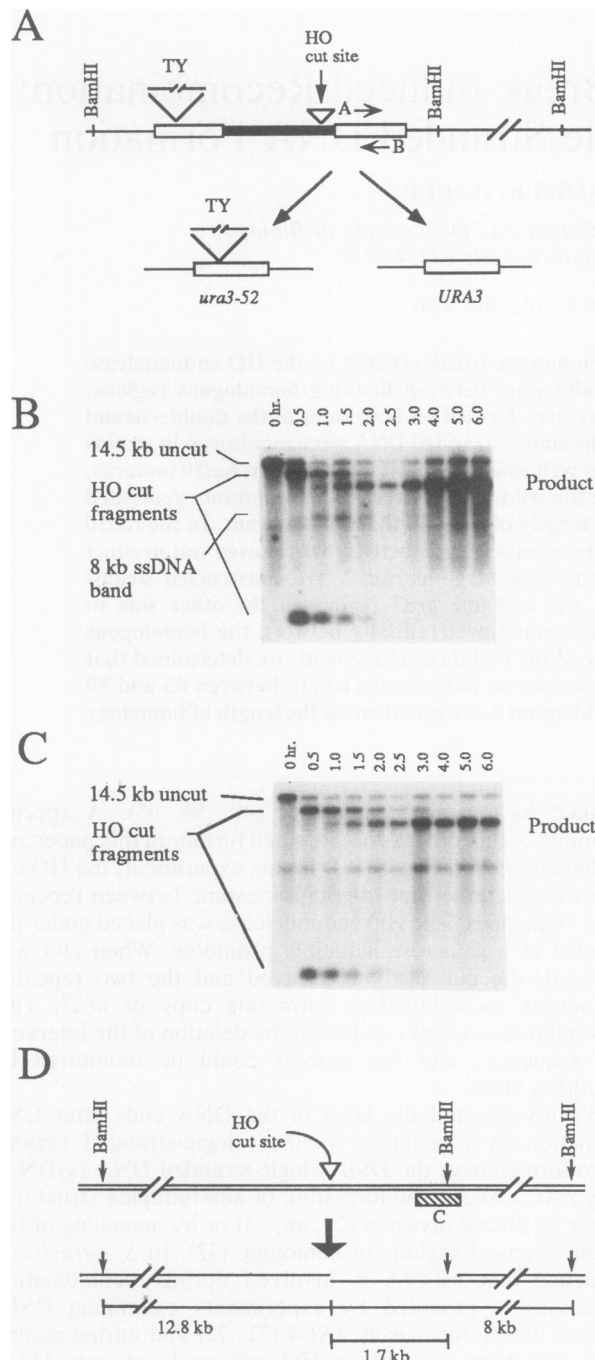 A
HO
cut site
BamHI
TY
A
BamHI
BamHI
B
TY
ura3-52
URA3
B
0 hr.
0.5
1.0
1.5
2.0
2.5
3.0
4.0
5.0
6.0
14.5 kb uncut
HO cut
fragments
Product
8 kb ssDNA
band
C
0 hr.
0.5
1.0
1.5
2.0
2.5
3.0
4.0
5.0
6.0
14.5 kb uncut
HO cut
fragments
Product
D
BamHI
HO
cut site
BamHI
BamHI
C
12.8 kb
8 kb
1.7 kb